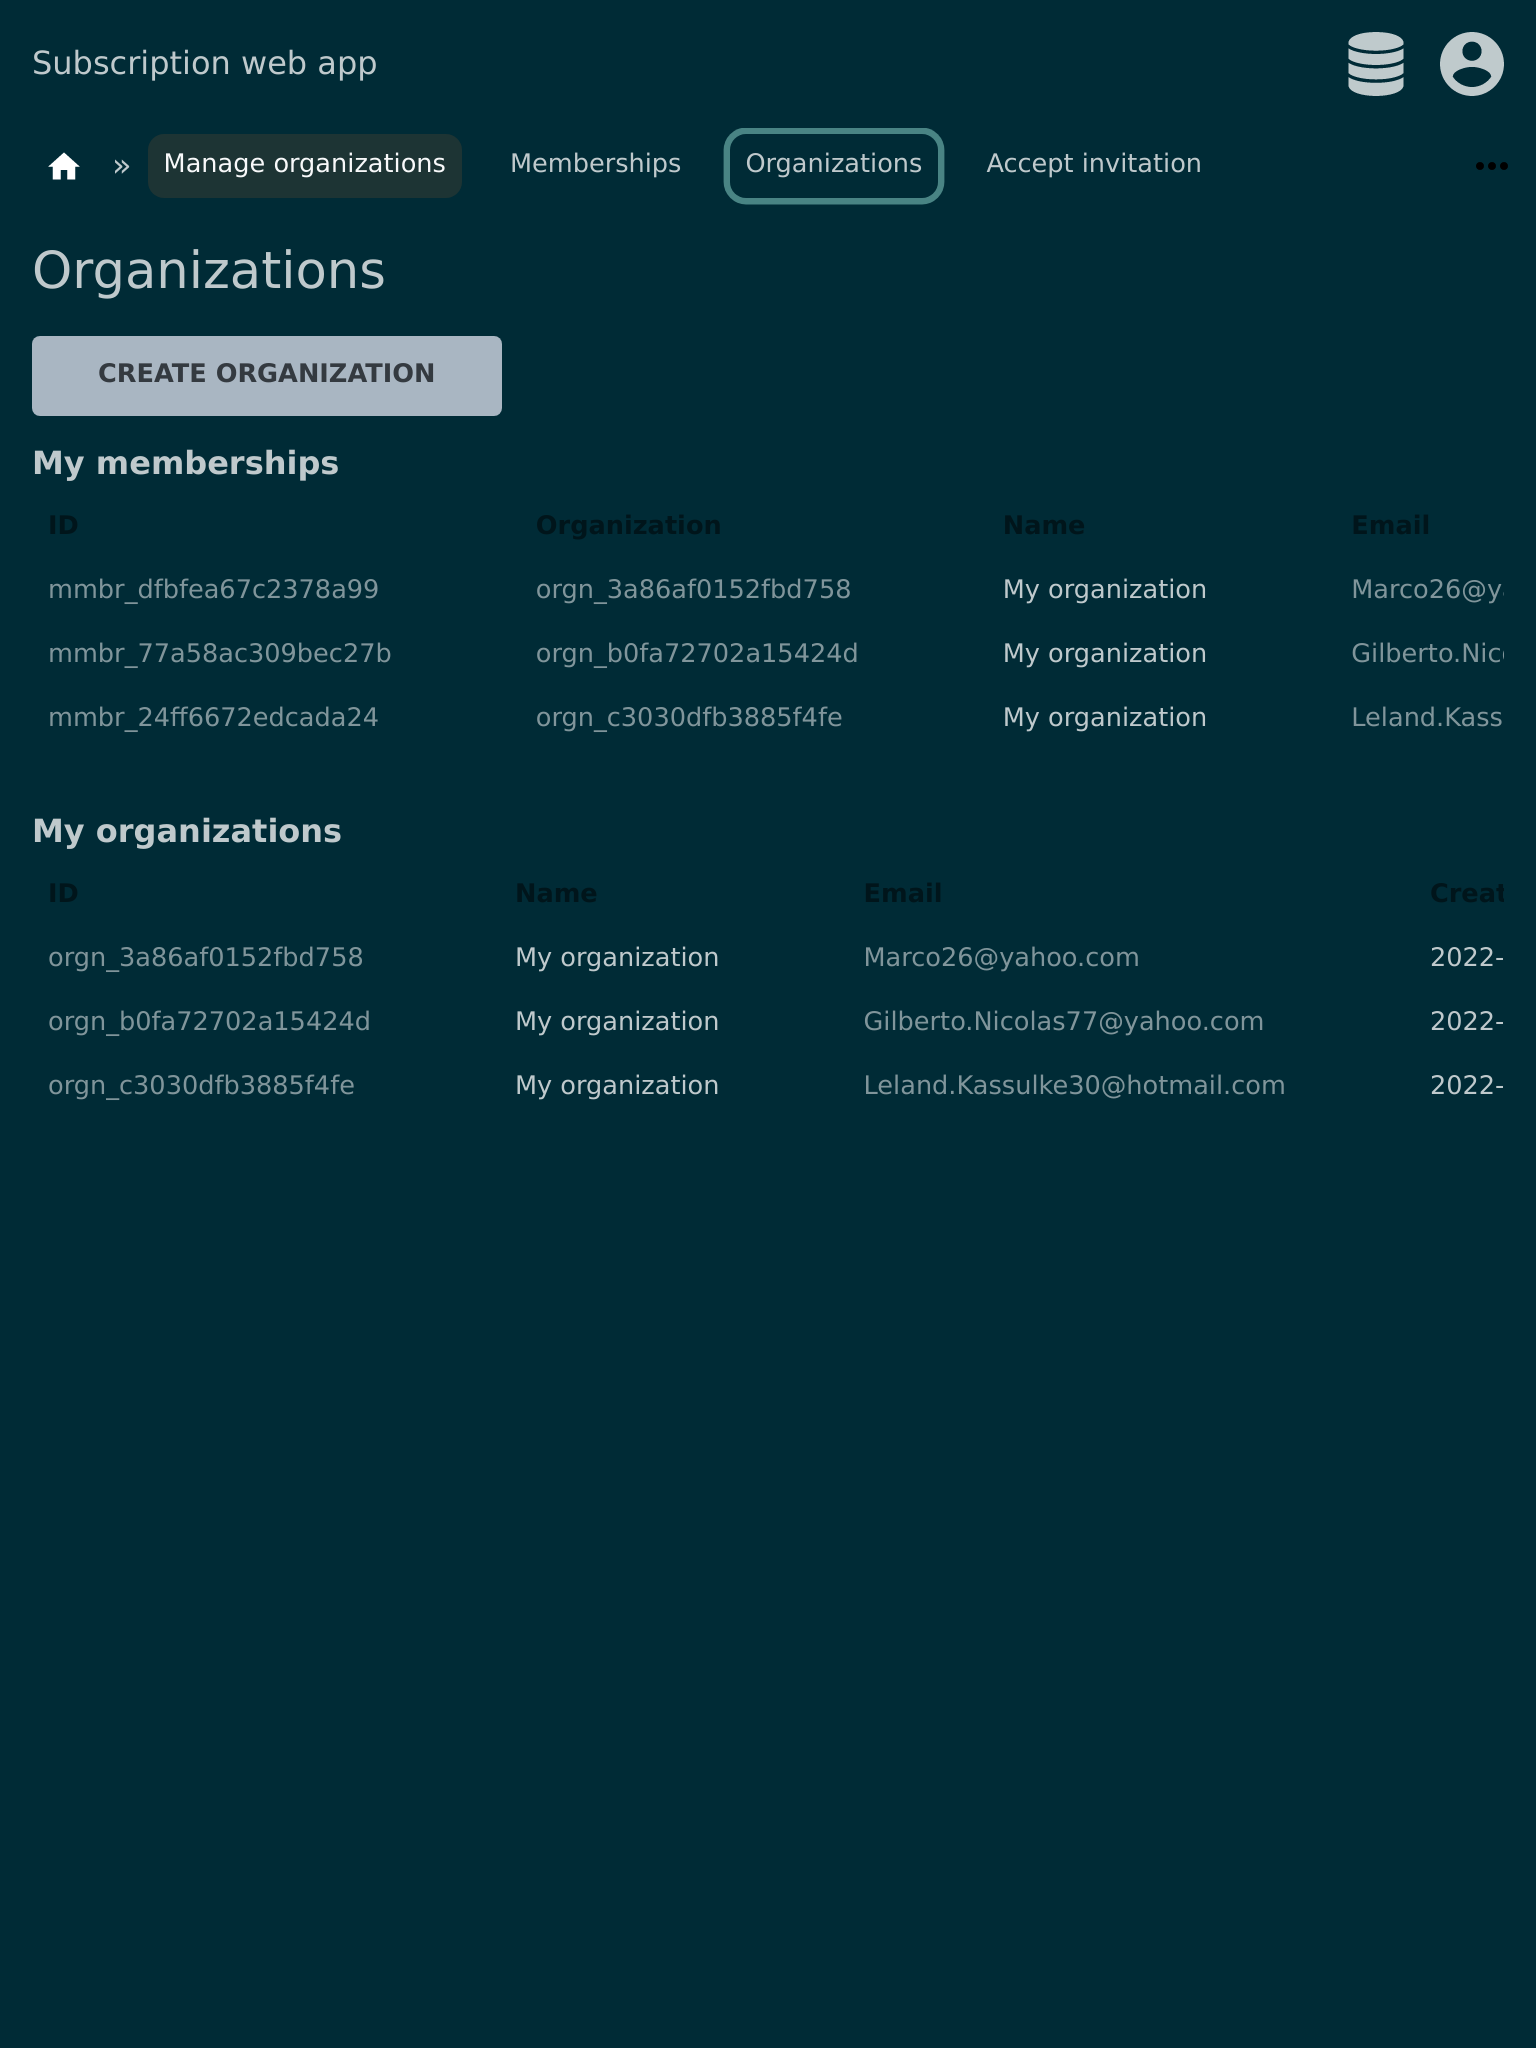 Subscription web app
» Manage organizations Memberships Organizations Accept invitation
Organizations
CREATE ORGANIZATION
My memberships
ID Organization Name Email
mmbr_dfbfea67c2378a99 orgn_3a86af0152fbd758 My organization Marco26@y
mmbr_77a58ac309bec27b orgn_b0fa72702a15424d My organization Gilberto.Nic
mmbr_24ff6672edcada24 orgn_c3030dfb3885f4fe My organization Leland.Kass
My organizations
ID Name Email Creat
orgn_3a86af0152fbd758 My organization Marco26@yahoo.com 2022-
orgn_b0fa72702a15424d My organization Gilberto.Nicolas77@yahoo.com 2022-
orgn_c3030dfb3885f4fe My organization Leland.Kassulke30@hotmail.com 2022-